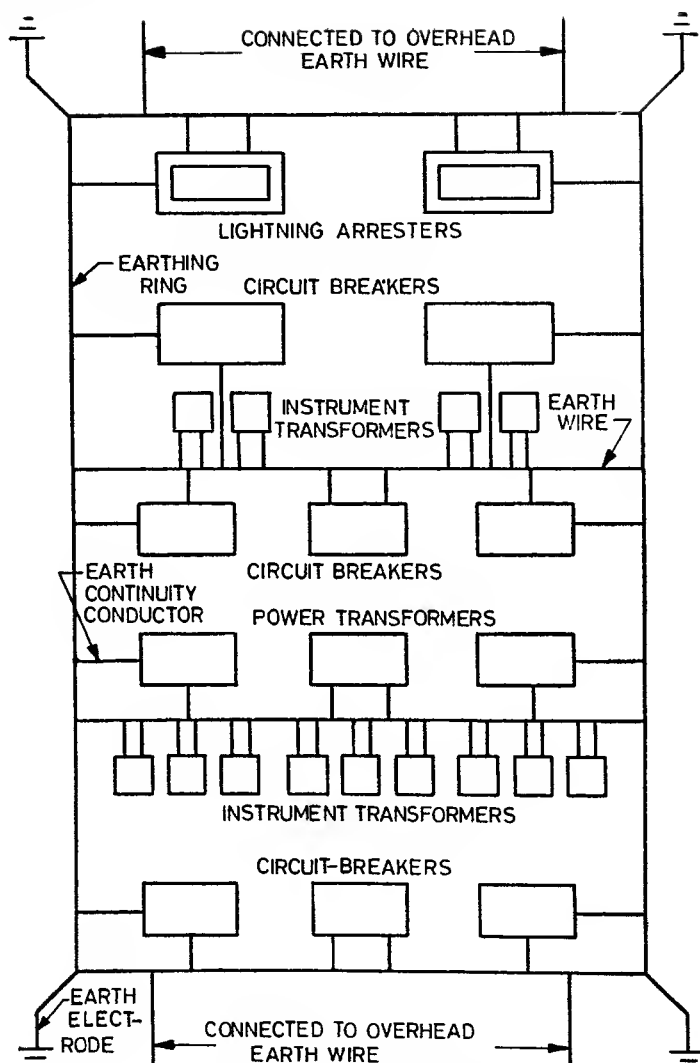 CONNECTED TO OVERHEAD
EARTH WIRE
LIGHTNING ARRESTERS
EARTHING
RING
CIRCUIT BREAKERS
INSTRUMENT
TRANSFORMERS
EARTH
WIRE
CIRCUIT BREAKERS
EARTH
CONTINUITY
CONDUCTOR
POWER TRANSFORMERS
INSTRUMENT TRANSFORMERS
CIRCUIT-BREAKERS
EARTH
ELECT-
RODE
CONNECTED TO OVERHEAD
EARTH WIRE